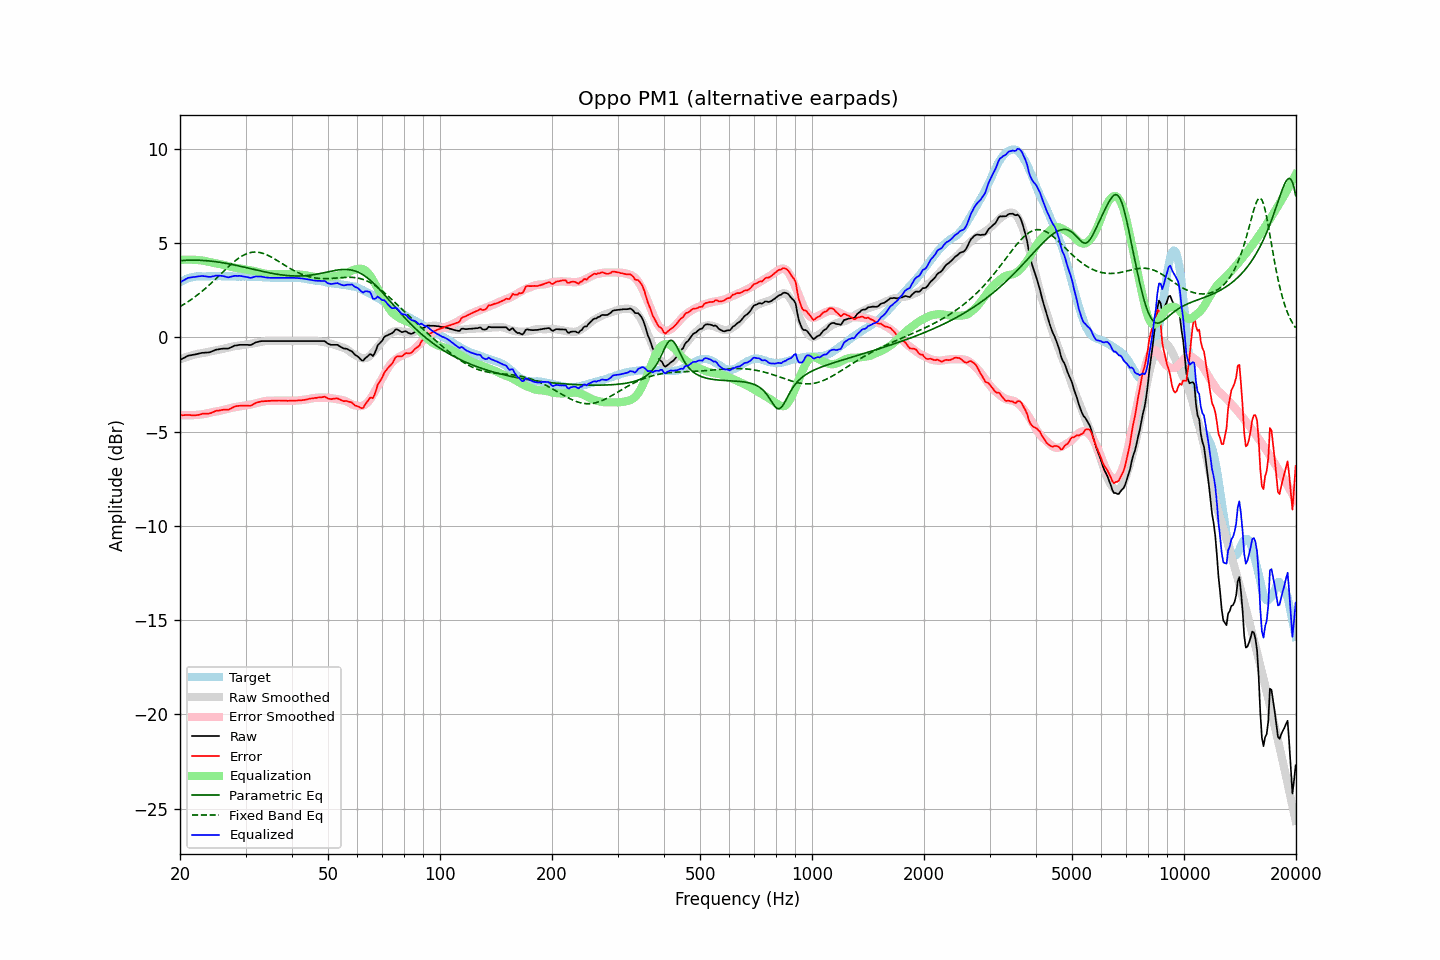 Oppo PM1 (alternative earpads)
Amplitude (dBr)
10
5
0
−5
−10
−15
−20
−25
Target
Raw Smoothed
Error Smoothed
Raw
Error
Equalization
Parametric Eq
Fixed Band Eq
Equalized
20 50 100 200 500 1000 2000 5000 10000 20000
Frequency (Hz)